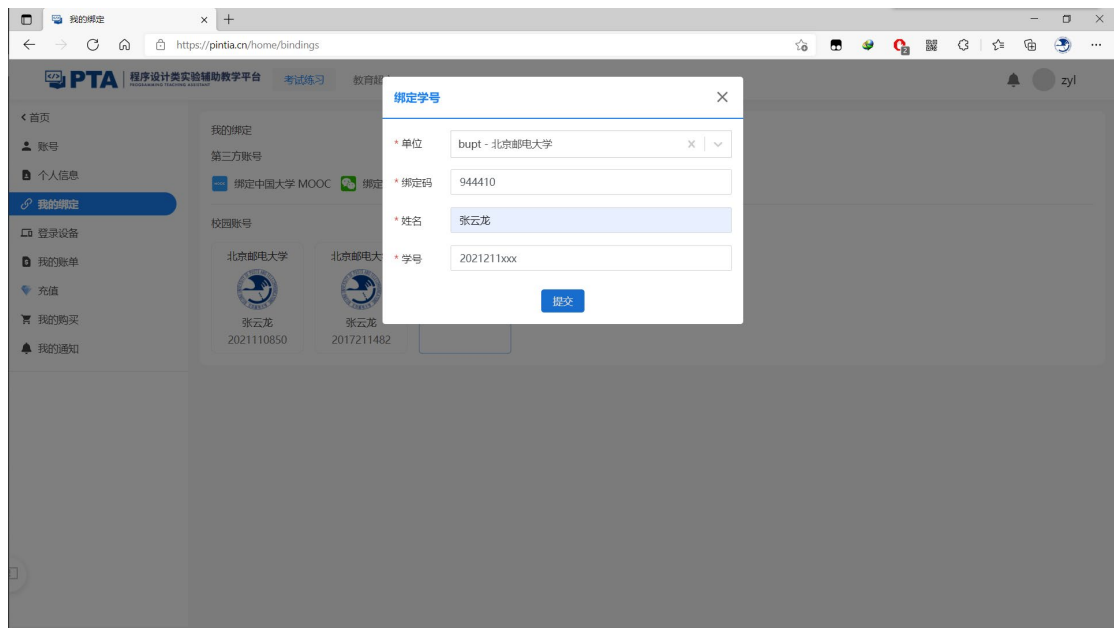 我的绑定
https://pintia.cn/home/bindings
2
PTA 程序设计类实验辅助教学平台 考试练习 教育超
PROGRAMMING TEACHING ASSISTANT
zyl
首页
账号
个人信息
我的绑定
登录设备
我的账单
充值
我的购买
我的通知
我的绑定
第三方账号
绑定中国大学 MOOC 绑定
校园账号
北京邮电大学
张云龙
2021110850
北京邮电大
张云龙
2017211482
绑定学号
* 单位 bupt - 北京邮电大学
* 绑定码 944410
* 姓名 张云龙
* 学号 2021211xxx
提交